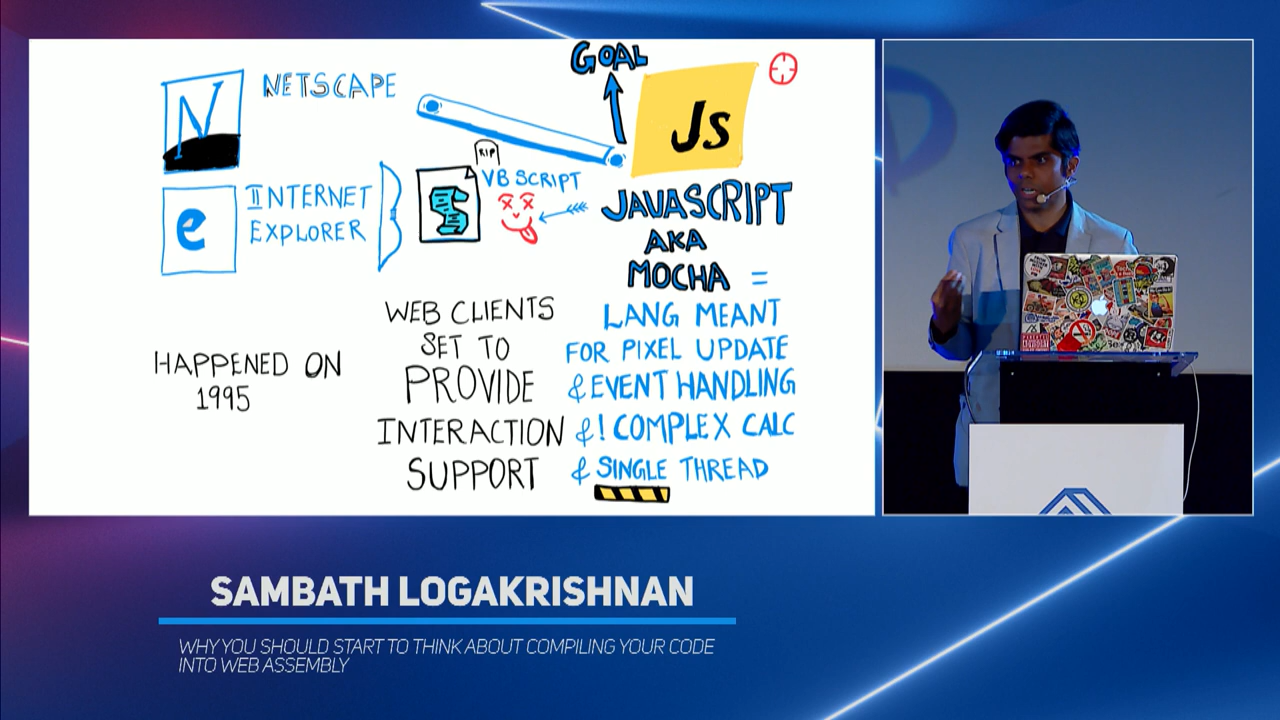 GOAL
N
NETSCAPE
JS
RIP
VB SCRIPT
S
e
INTERNET
EXPLORER
JAVASCRIPT
AKA
MOCHA =
WEB CLIENTS
SET TO
PROVIDE
INTERACTION
SUPPORT
LANG MEANT
FOR PIXEL UPDATE
& EVENT HANDLING
& ! COMPLEX CALC
& SINGLE THREAD
HAPPENED ON
1995
SAMBATH LOGAKRISHNAN
WHY YOU SHOULD START TO THINK ABOUT COMPILING YOUR CODE
INTO WEB ASSEMBLY